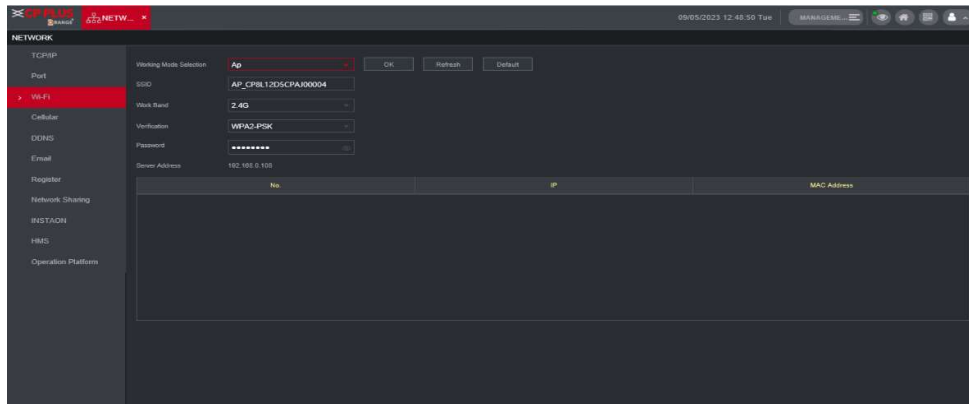 CP PLUS
ORANGE
NETW...
09/05/2023 12:48:50 Tue
MANAGEME...
NETWORK
TCP/IP
Port
Wi-Fi
Cellular
DDNS
Email
Register
Network Sharing
INSTAON
HMS
Operation Platform
Working Mode Selection Ap OK Refresh Default
SSID AP_CP8L12D5CPAJ00004
Work Band 2.4G
Verification WPA2-PSK
Password ••••••••
Server Address 192.168.0.108
No. IP MAC Address